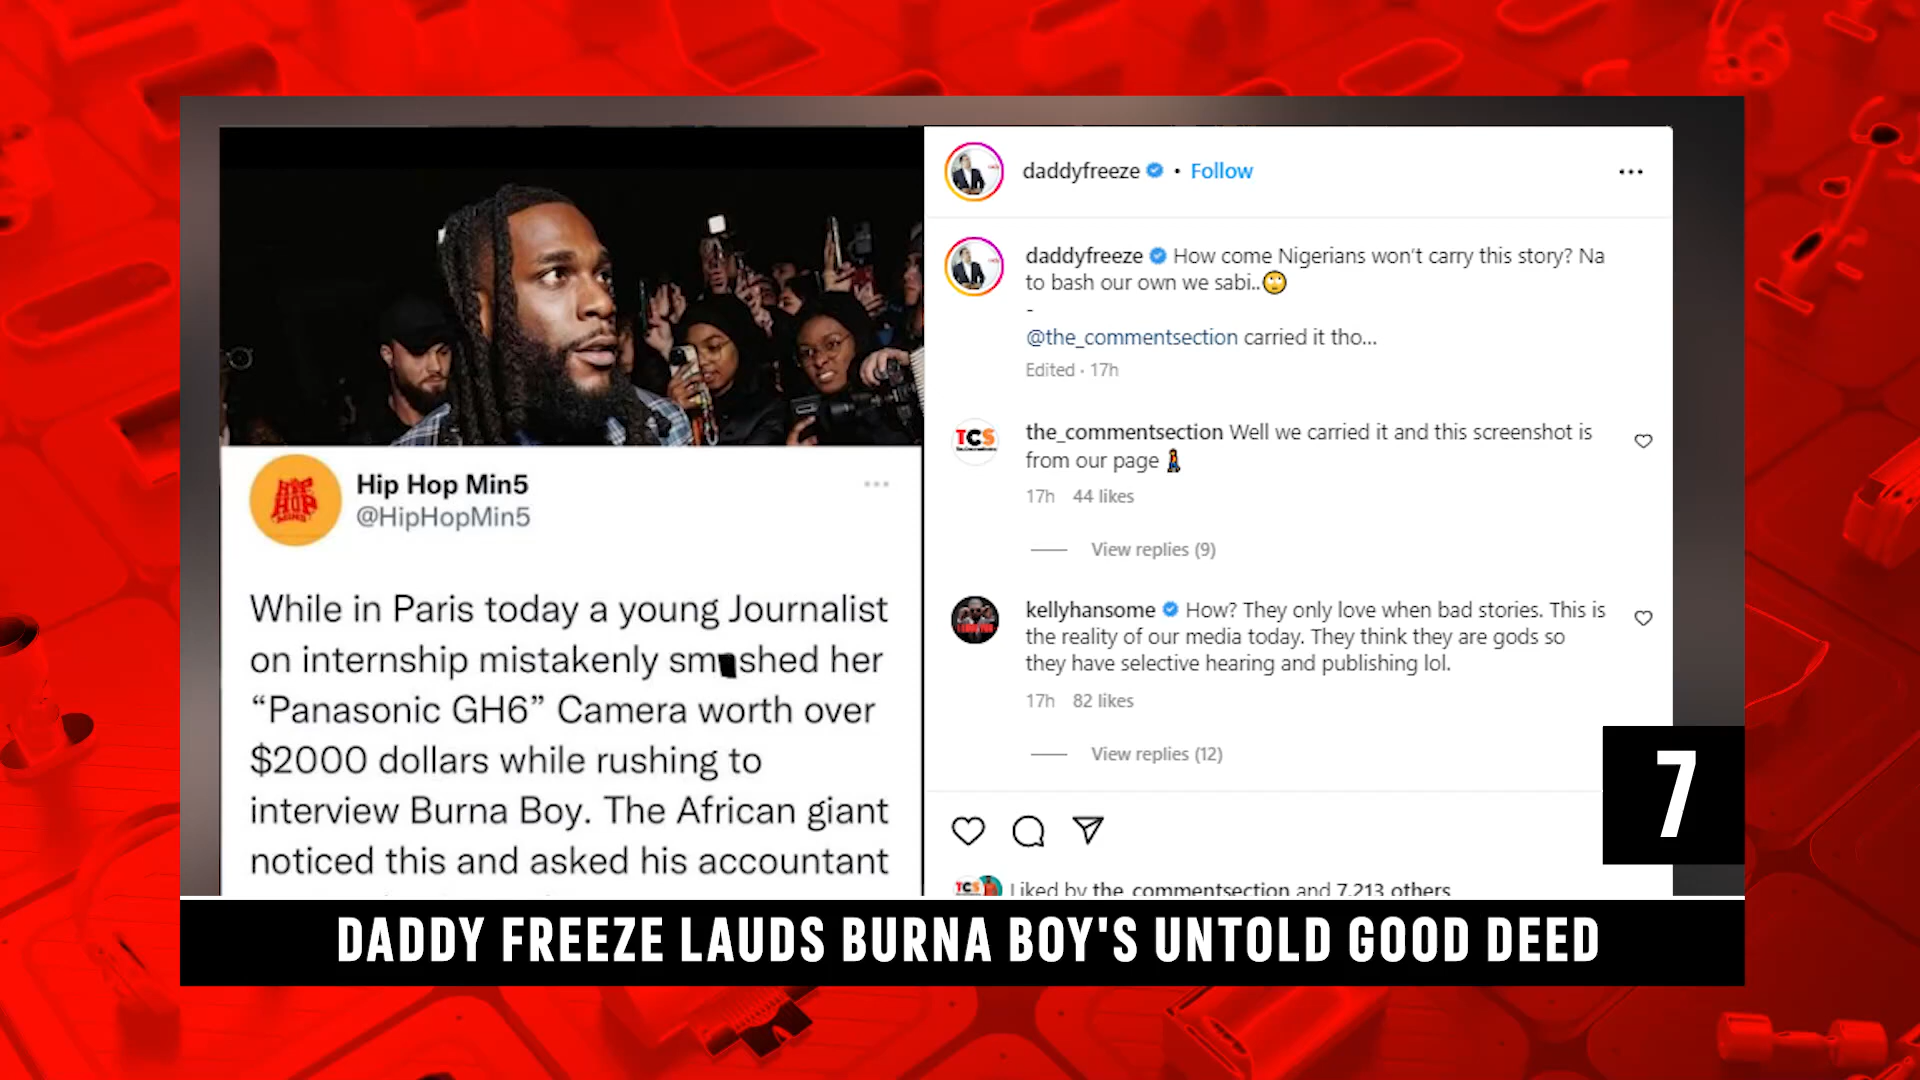 Hip Hop Min5
@HipHopMin5
While in Paris today a young Journalist
on internship mistakenly sm shed her
“Panasonic GH6” Camera worth over
$2000 dollars while rushing to
interview Burna Boy. The African giant
noticed this and asked his accountant
daddyfreeze • Follow
daddyfreeze How come Nigerians won’t carry this story? Na
to bash our own we sabi..🙄
-
@the_commentsection carried it tho...
Edited · 17h
TCS
the_commentsection Well we carried it and this screenshot is
from our page
17h 44 likes
View replies (9)
kellyhansome How? They only love when bad stories. This is
the reality of our media today. They think they are gods so
they have selective hearing and publishing lol.
17h 82 likes
View replies (12)
TCS
Liked by the_commentsection and 7,213 others
7
DADDY FREEZE LAUDS BURNA BOY'S UNTOLD GOOD DEED